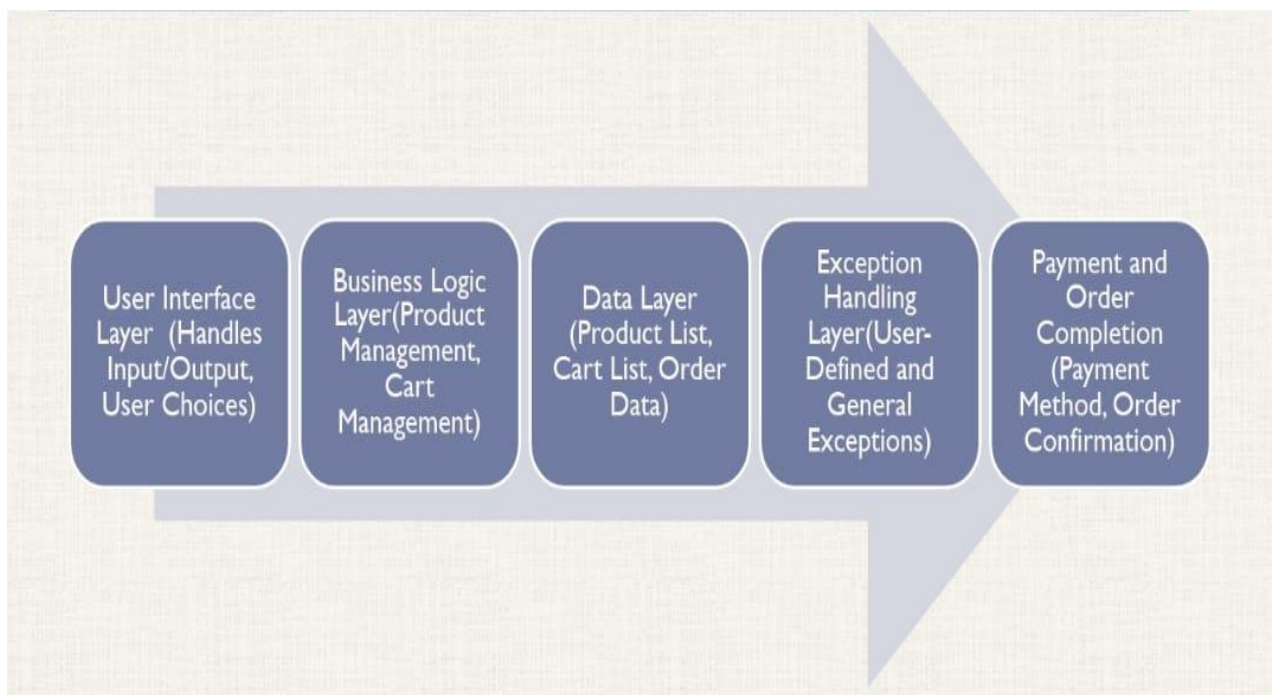 User Interface
Layer (Handles
Input/Output,
User Choices)
Business Logic
Layer(Product
Management,
Cart
Management)
Data Layer
(Product List,
Cart List, Order
Data)
Exception
Handling
Layer(User-
Defined and
General
Exceptions)
Payment and
Order
Completion
(Payment
Method, Order
Confirmation)